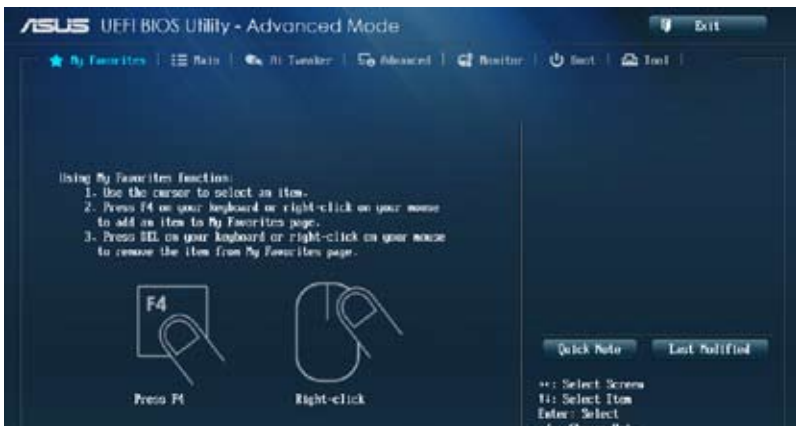 ASUS UEFI BIOS Utility - Advanced Mode
Exit
My Favorites Main Ai Tweaker Advanced Monitor Boot Tool
Using My Favorites function:
1. Use the cursor to select an item.
2. Press F4 on your keyboard or right-click on your mouse
to add an item to My Favorites page.
3. Press DEL on your keyboard or right-click on your mouse
to remove the item from My Favorites page.
F4
Press F4
Right-click
Quick Note Last Modified
→←: Select Screen
↑↓: Select Item
Enter: Select